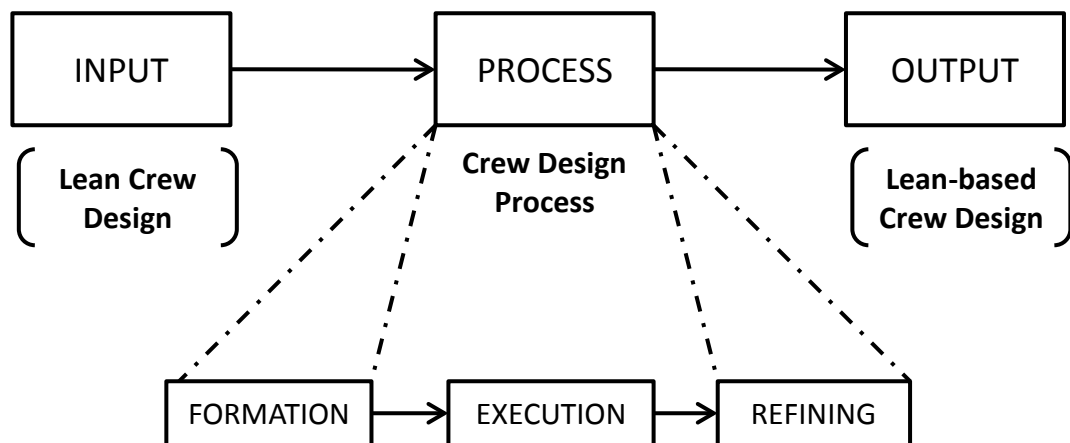 INPUT
PROCESS
OUTPUT
Lean Crew
Design
Crew Design
Process
Lean-based
Crew Design
FORMATION
EXECUTION
REFINING